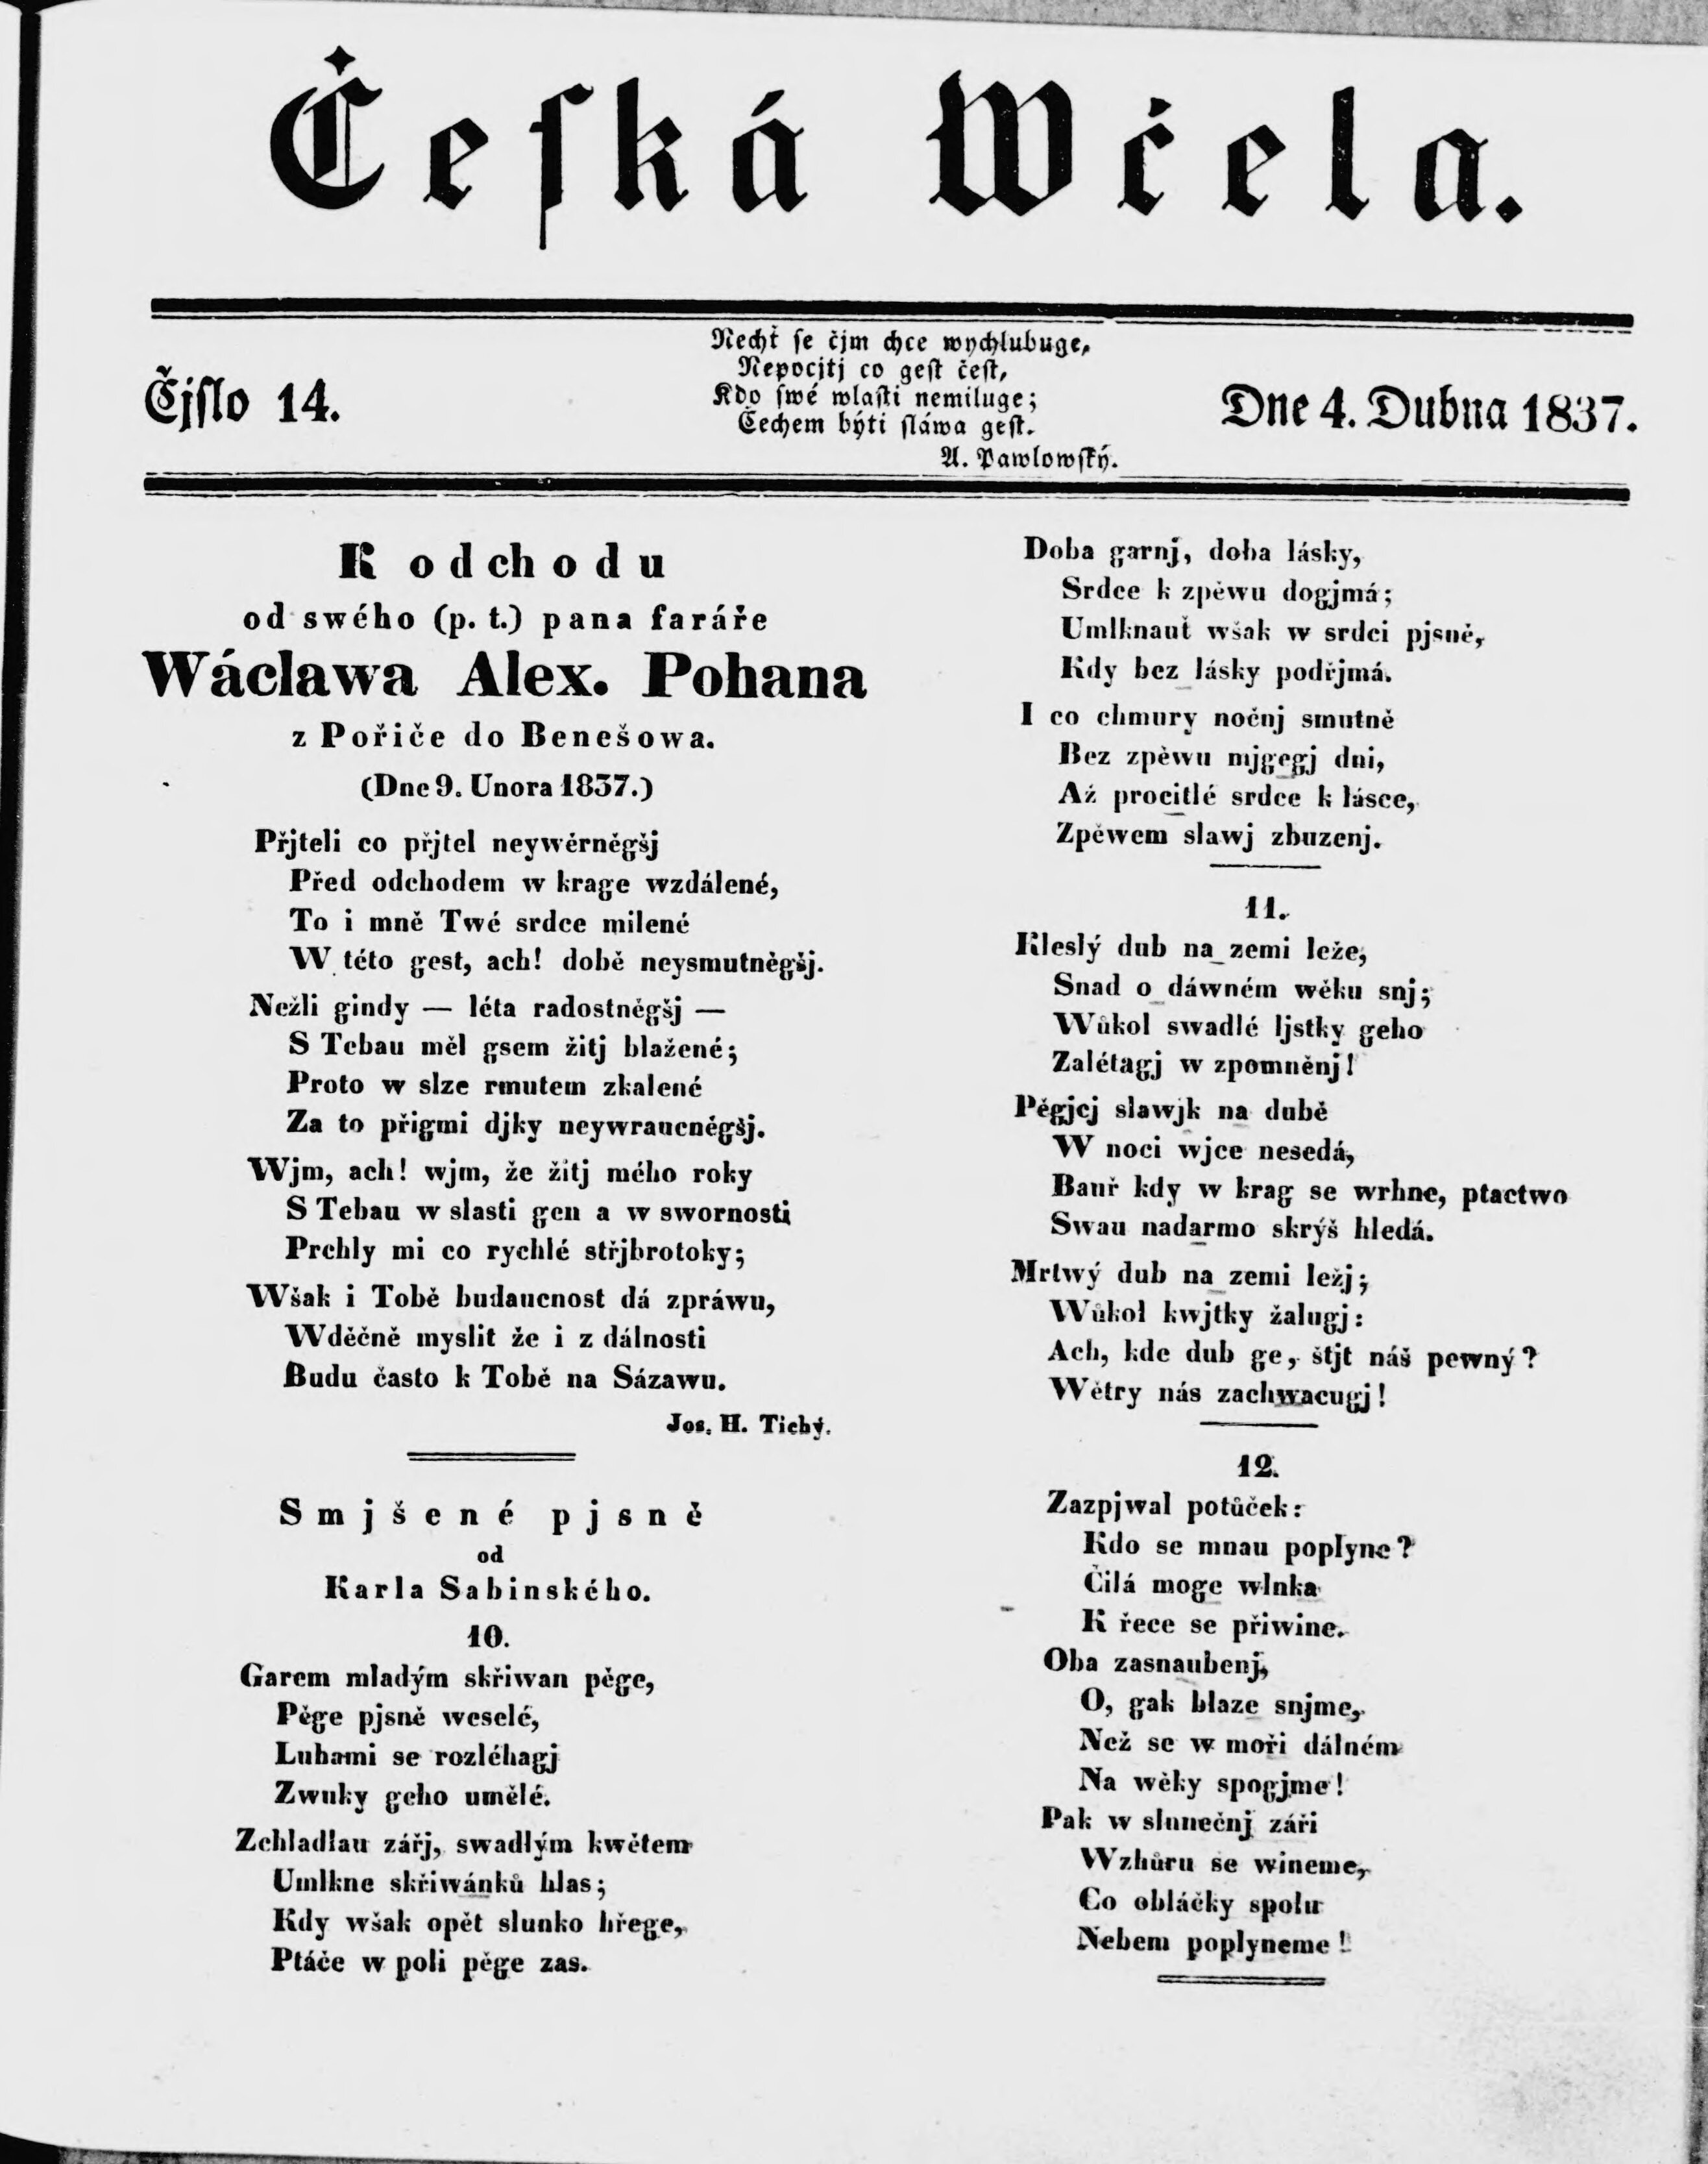 Čeſká Wčela.
Čjſlo 14.
Nechť ſe čjm chce wychlubuge,
Nepocjtj co geſt čeſt,
Kdo ſwé wlaſti nemiluge;
Čechem býti ſláwa geſt.
A. Pawlowſký.
Dne 4. Dubna 1837.
K odchodu
od swého (p. t.) pana faráře
Wáclawa Alex. Pohana
z Pořiče do Benešowa.
(Dne 9. Unora 1837.)
Přjteli co přjtel neywěrněgšj
Před odchodem w krage wzdálené,
To i mně Twé srdce milené
W této gest, ach! době neysmutněgšj.
Nežli gindy — léta radostněgšj —
S Tebau měl gsem žitj blažené;
Proto w slze rmutem zkalené
Za to přigmi djky neywraucněgšj.
Wjm, ach! wjm, že žitj mého roky
S Tebau w slasti gen a w swornosti
Prchly mi co rychlé střjbrotoky;
Wšak i Tobě budaucnost dá zpráwu,
Wděčně myslit že i z dálnosti
Budu často k Tobě na Sázawu.
Jos. H. Tichý.
Smjšené pjsně
od
Karla Sabinského.
10.
Garem mladým skřiwan pěge,
Pěge pjsně weselé,
Luhami se rozléhagj
Zwuky geho umělé.
Zchladlau zářj, swadlým kwětem
Umlkne skřiwánků hlas;
Kdy wšak opět slunko hřege,
Ptáče w poli pěge zas.
Doba garnj, doba lásky,
Srdce k zpěwu dogjmá;
Umlknauť wšak w srdci pjsně,
Kdy bez lásky podřjmá.
I co chmury nočnj smutně
Bez zpěwu mjgegj dni,
Až procitlé srdce k lásce,
Zpěwem slawj zbuzenj.
11.
Kleslý dub na zemi leže,
Snad o dáwném wěku snj;
Wůkol swadlé ljstky geho
Zalétagj w zpomněnj!
Pěgjcj slawjk na dubě
W noci wjce nesedá,
Bauř kdy w krag se wrhne, ptactwo
Swau nadarmo skrýš hledá.
Mrtwý dub na zemi ležj;
Wůkol kwjtky žalugj:
Ach, kde dub ge, štjt náš pewný?
Wětry nás zachwacugj!
12.
Zazpjwal potůček:
Kdo se mnau poplyne?
Čilá moge wlnka
K řece se přiwine.
Oba zasnaubenj,
O, gak blaze snjme,
Než se w moři dálném
Na wěky spogjme!
Pak w slunečnj záři
Wzhůru se wineme,
Co obláčky spolu
Nebem poplyneme!